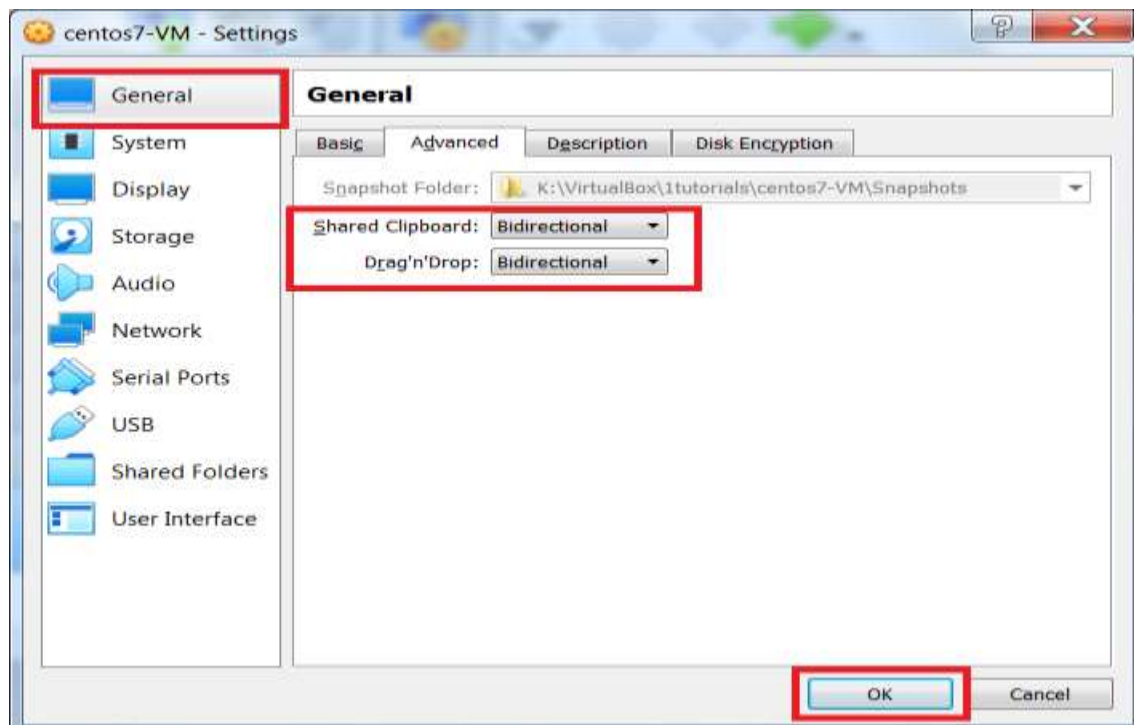 centos7-VM - Settings
General
System
Display
Storage
Audio
Network
Serial Ports
USB
Shared Folders
User Interface
General
Basic
Advanced
Description
Disk Encryption
Snapshot Folder:
K:\VirtualBox\1tutorials\centos7-VM\Snapshots
Shared Clipboard:
Bidirectional
Drag'n'Drop:
Bidirectional
OK
Cancel